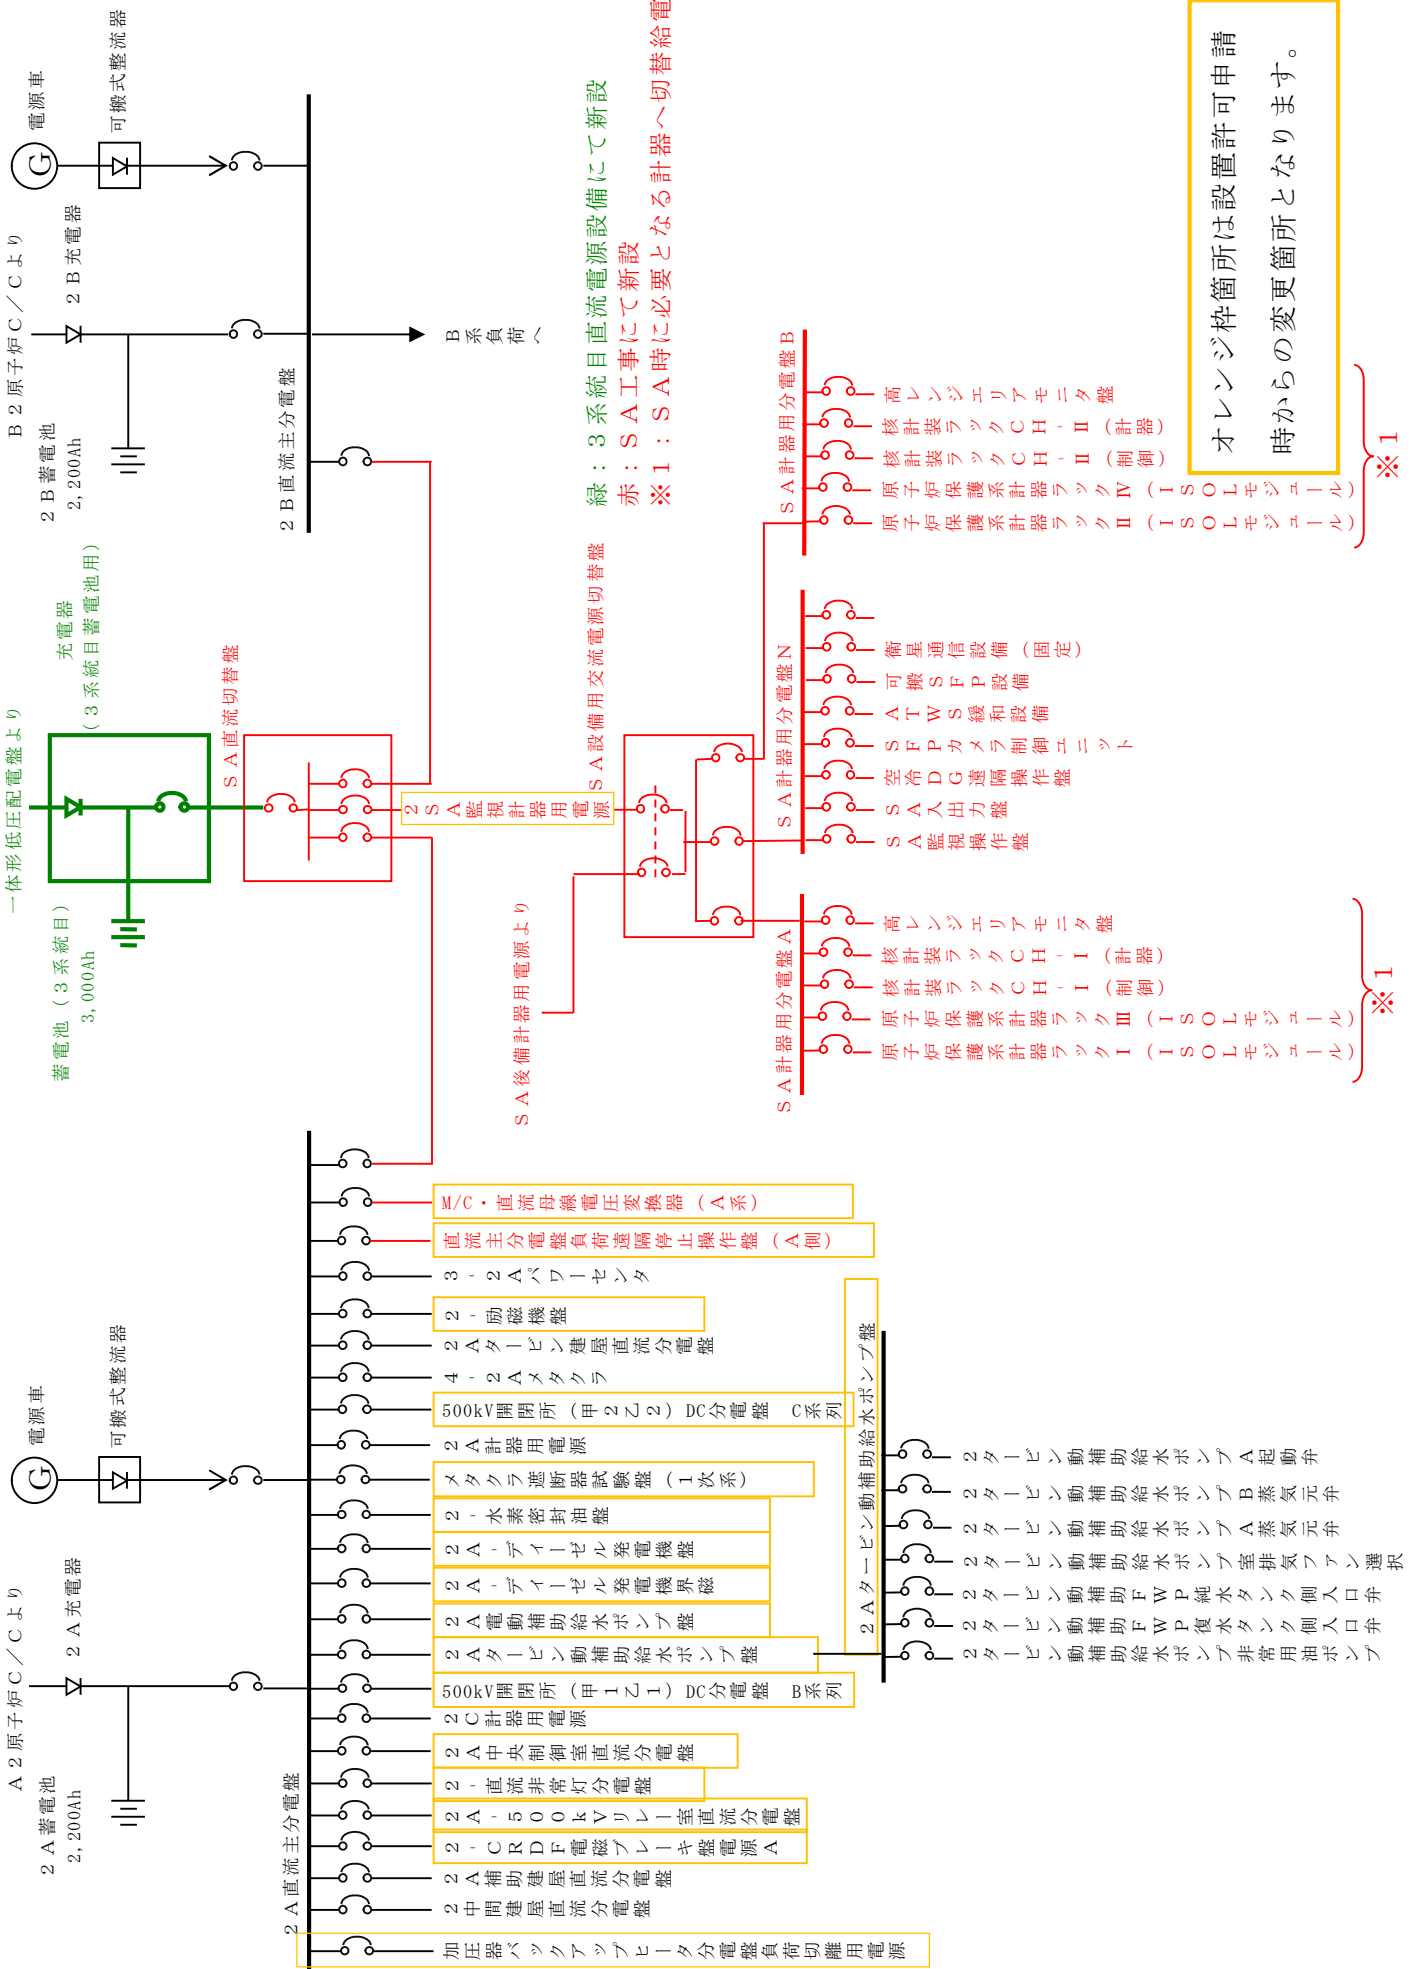 A2原子炉C/Cより
2A蓄電池
2,200Ah
2A充電器
電源車
G
可搬式整流器
2A直流主分電盤
加圧器バックアップヒータ分電盤負荷切離用電源
2中間建屋直流分電盤
2A補助建屋直流分電盤
2-CRDF電磁ブレーキ盤電源A
2A-500kVリレー室直流分電盤
2-直流非常灯分電盤
2A中央制御室直流分電盤
2C計器用電源
500kV開閉所(甲1乙1)DC分電盤 B系列
2Aタービン動補助給水ポンプ盤
2A電動補助給水ポンプ盤
2A-ディーゼル発電機界磁
2A-ディーゼル発電機盤
2-水素密封油盤
メタクラ遮断器試験盤(1次系)
2A計器用電源
500kV開閉所(甲2乙2)DC分電盤 C系列
4-2Aメタクラ
2Aタービン建屋直流分電盤
2-励磁機盤
3-2Aパワーセンタ
直流主分電盤負荷遠隔停止操作盤(A側)
M/C・直流母線電圧変換器(A系)
2Aタービン動補助給水ポンプ盤
2タービン動補助給水ポンプ非常用油ポンプ
2タービン動補助FWP復水タンク側入口弁
2タービン動補助FWP純水タンク側入口弁
2タービン動補助給水ポンプ室排気ファン選択
2タービン動補助給水ポンプA蒸気元弁
2タービン動補助給水ポンプB蒸気元弁
2タービン動補助給水ポンプA起動弁
一体形低圧配電盤より
蓄電池(3系統目)
3,000Ah
充電器
(3系統目蓄電池用)
SA直流切替盤
2SA監視計器用電源
SA後備計器用電源より
SA設備用交流電源切替盤
SA計器用分電盤A
原子炉保護系計器ラックⅠ(ISOLモジュール)
原子炉保護系計器ラックⅢ(ISOLモジュール)
核計装ラックCH-Ⅰ(制御)
核計装ラックCH-Ⅰ(計器)
高レンジエリアモニタ盤
※1
SA計器用分電盤N
SA監視操作盤
SA入出力盤
空冷DG遠隔操作盤
SFPカメラ制御ユニット
ATWS緩和設備
可搬SFP設備
衛星通信設備(固定)
SA計器用分電盤B
原子炉保護系計器ラックⅡ(ISOLモジュール)
原子炉保護系計器ラックⅣ(ISOLモジュール)
核計装ラックCH-Ⅱ(制御)
核計装ラックCH-Ⅱ(計器)
高レンジエリアモニタ盤
※1
B2原子炉C/Cより
2B蓄電池
2,200Ah
2B充電器
電源車
G
可搬式整流器
2B直流主分電盤
B系負荷へ
緑:3系統目直流電源設備にて新設
赤:SA工事にて新設
※1:SA時に必要となる計器へ切替給電
オレンジ枠箇所は設置許可申請
時からの変更箇所となります。